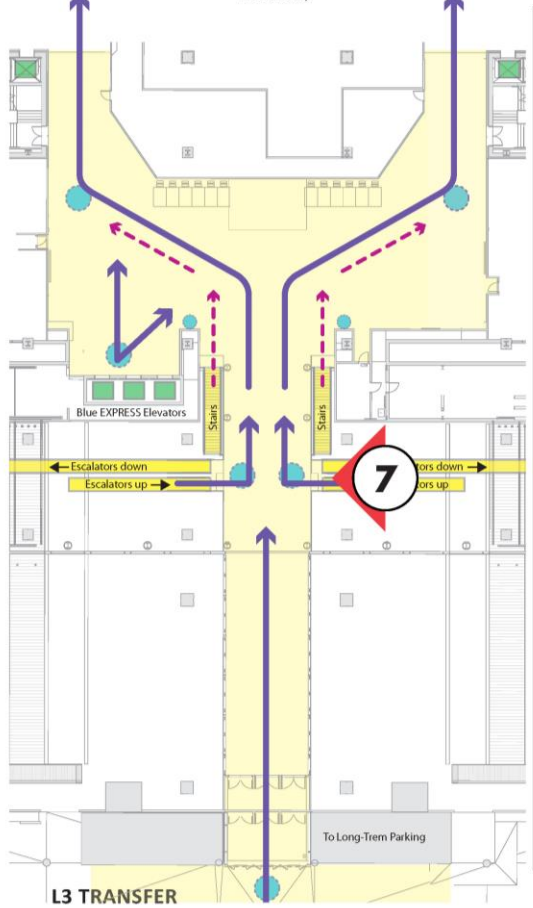 Stairs
Stairs
Blue EXPRESS Elevators
Escalators down
Escalators up
7
tors down
tors up
To Long-Trem Parking
L3 TRANSFER